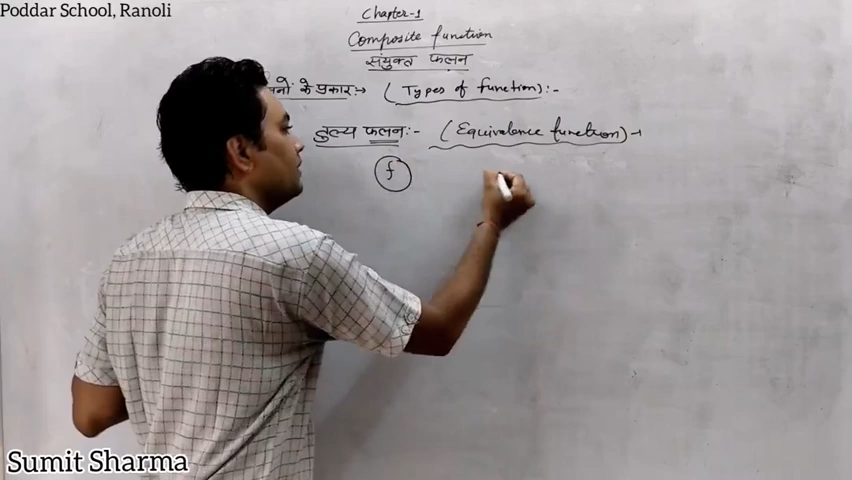 Poddar School, Ranoli
Chapter-1
Composite function
संयुक्त फलन
के प्रकार :→ (Types of function) :-
तुल्य फलन :- (Equivalence function) →
f
Sumit Sharma